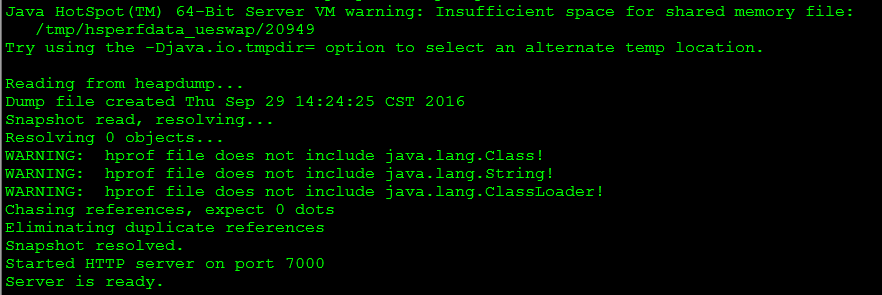 Java HotSpot(TM) 64-Bit Server VM warning: Insufficient space for shared memory file:
/tmp/hsperfdata_ueswap/20949
Try using the -Djava.io.tmpdir= option to select an alternate temp location.
Reading from heapdump...
Dump file created Thu Sep 29 14:24:25 CST 2016
Snapshot read, resolving...
Resolving 0 objects...
WARNING:  hprof file does not include java.lang.Class!
WARNING:  hprof file does not include java.lang.String!
WARNING:  hprof file does not include java.lang.ClassLoader!
Chasing references, expect 0 dots
Eliminating duplicate references
Snapshot resolved.
Started HTTP server on port 7000
Server is ready.